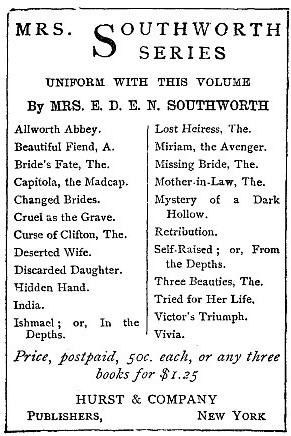 MRS. SOUTHWORTH
SERIES
UNIFORM WITH THIS VOLUME
By MRS. E. D. E. N. SOUTHWORTH
Allworth Abbey.
Beautiful Fiend, A.
Bride's Fate, The.
Capitola, the Madcap.
Changed Brides.
Cruel as the Grave.
Curse of Clifton, The.
Deserted Wife.
Discarded Daughter.
Hidden Hand.
India.
Ishmael; or, In the
Depths.
Lost Heiress, The.
Miriam, the Avenger.
Missing Bride, The.
Mother-in-Law, The.
Mystery of a Dark
Hollow.
Retribution.
Self-Raised; or, From
the Depths.
Three Beauties, The.
Tried for Her Life.
Victor's Triumph.
Vivia.
Price, postpaid, 50c. each, or any three
books for $1.25
HURST & COMPANY
PUBLISHERS, NEW YORK